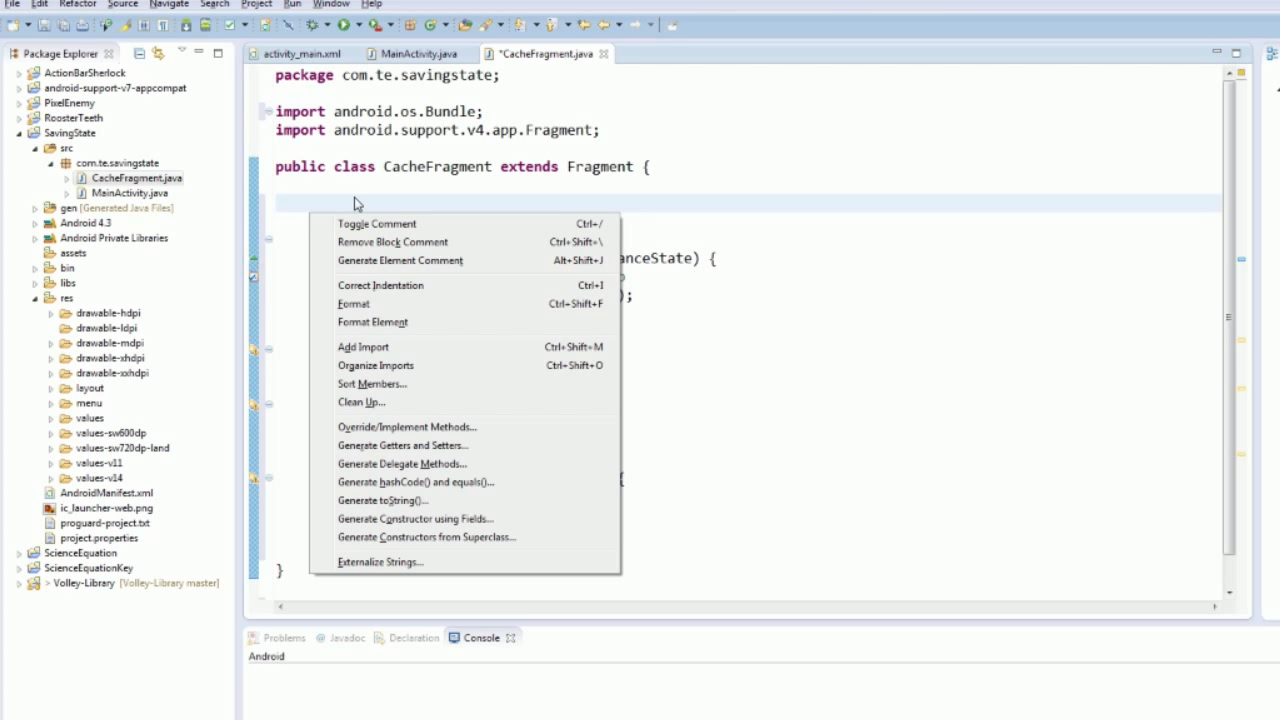 File Edit Refactor Source Navigate Search Project Run Window Help
Package Explorer
ActionBarSherlock
android-support-v7-appcompat
PixelEnemy
RoosterTeeth
SavingState
src
com.te.savingstate
CacheFragment.java
MainActivity.java
gen [Generated Java Files]
Android 4.3
Android Private Libraries
assets
bin
libs
res
drawable-hdpi
drawable-ldpi
drawable-mdpi
drawable-xhdpi
drawable-xxhdpi
layout
menu
values
values-sw600dp
values-sw720dp-land
values-v11
values-v14
AndroidManifest.xml
ic_launcher-web.png
proguard-project.txt
project.properties
ScienceEquation
ScienceEquationKey
> Volley-Library [Volley-Library master]
activity_main.xml MainActivity.java *CacheFragment.java
package com.te.savingstate;
import android.os.Bundle;
import android.support.v4.app.Fragment;
public class CacheFragment extends Fragment {
anceState) {
);
{
}
Toggle Comment Ctrl+/
Remove Block Comment Ctrl+Shift+\
Generate Element Comment Alt+Shift+J
Correct Indentation Ctrl+I
Format Ctrl+Shift+F
Format Element
Add Import Ctrl+Shift+M
Organize Imports Ctrl+Shift+O
Sort Members...
Clean Up...
Override/Implement Methods...
Generate Getters and Setters...
Generate Delegate Methods...
Generate hashCode() and equals()...
Generate toString()...
Generate Constructor using Fields...
Generate Constructors from Superclass...
Externalize Strings...
Problems @ Javadoc Declaration Console
Android